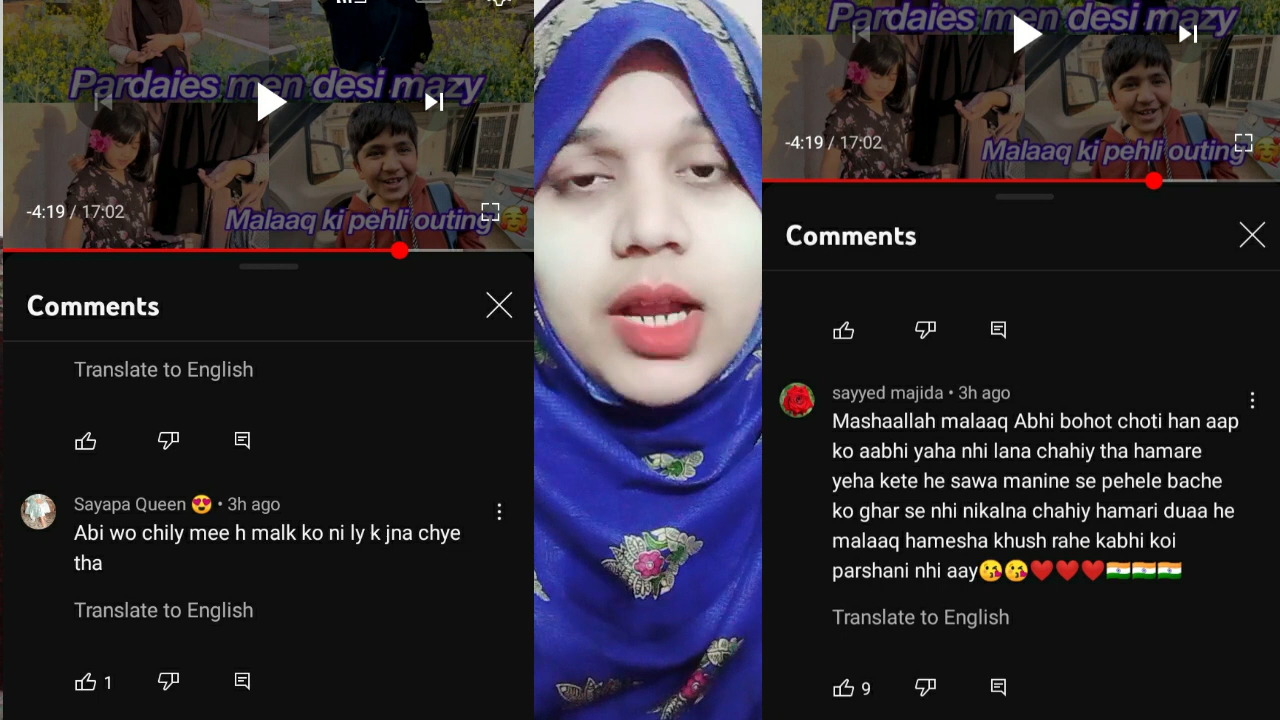 Pardaies men desi mazy
-4:19 / 17:02
Malaaq ki pehli outing🥰
Comments
Translate to English
Sayapa Queen 😍 • 3h ago
Abi wo chily mee h malk ko ni ly k jna chye
tha
Translate to English
1
Pardaies men desi mazy
-4:19 / 17:02
Malaaq ki pehli outing🥰
Comments
sayyed majida • 3h ago
Mashaallah malaaq Abhi bohot choti han aap
ko aabhi yaha nhi lana chahiy tha hamare
yeha kete he sawa manine se pehele bache
ko ghar se nhi nikalna chahiy hamari duaa he
malaaq hamesha khush rahe kabhi koi
parshani nhi aay😘😘❤️❤️❤️🇮🇳🇮🇳🇮🇳
Translate to English
9